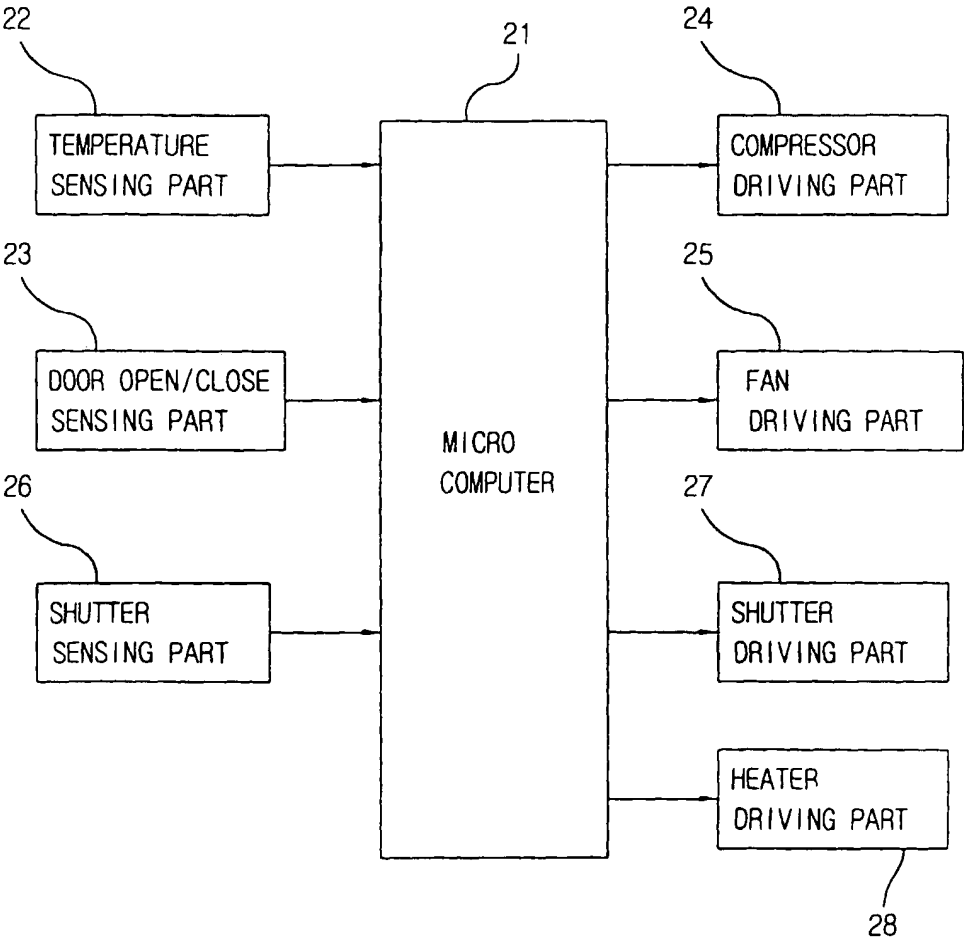 22
21
24
TEMPERATURE
SENSING PART
COMPRESSOR
DRIVING PART
23
25
DOOR OPEN/CLOSE
SENSING PART
FAN
DRIVING PART
MICRO
COMPUTER
26
27
SHUTTER
SENSING PART
SHUTTER
DRIVING PART
HEATER
DRIVING PART
28